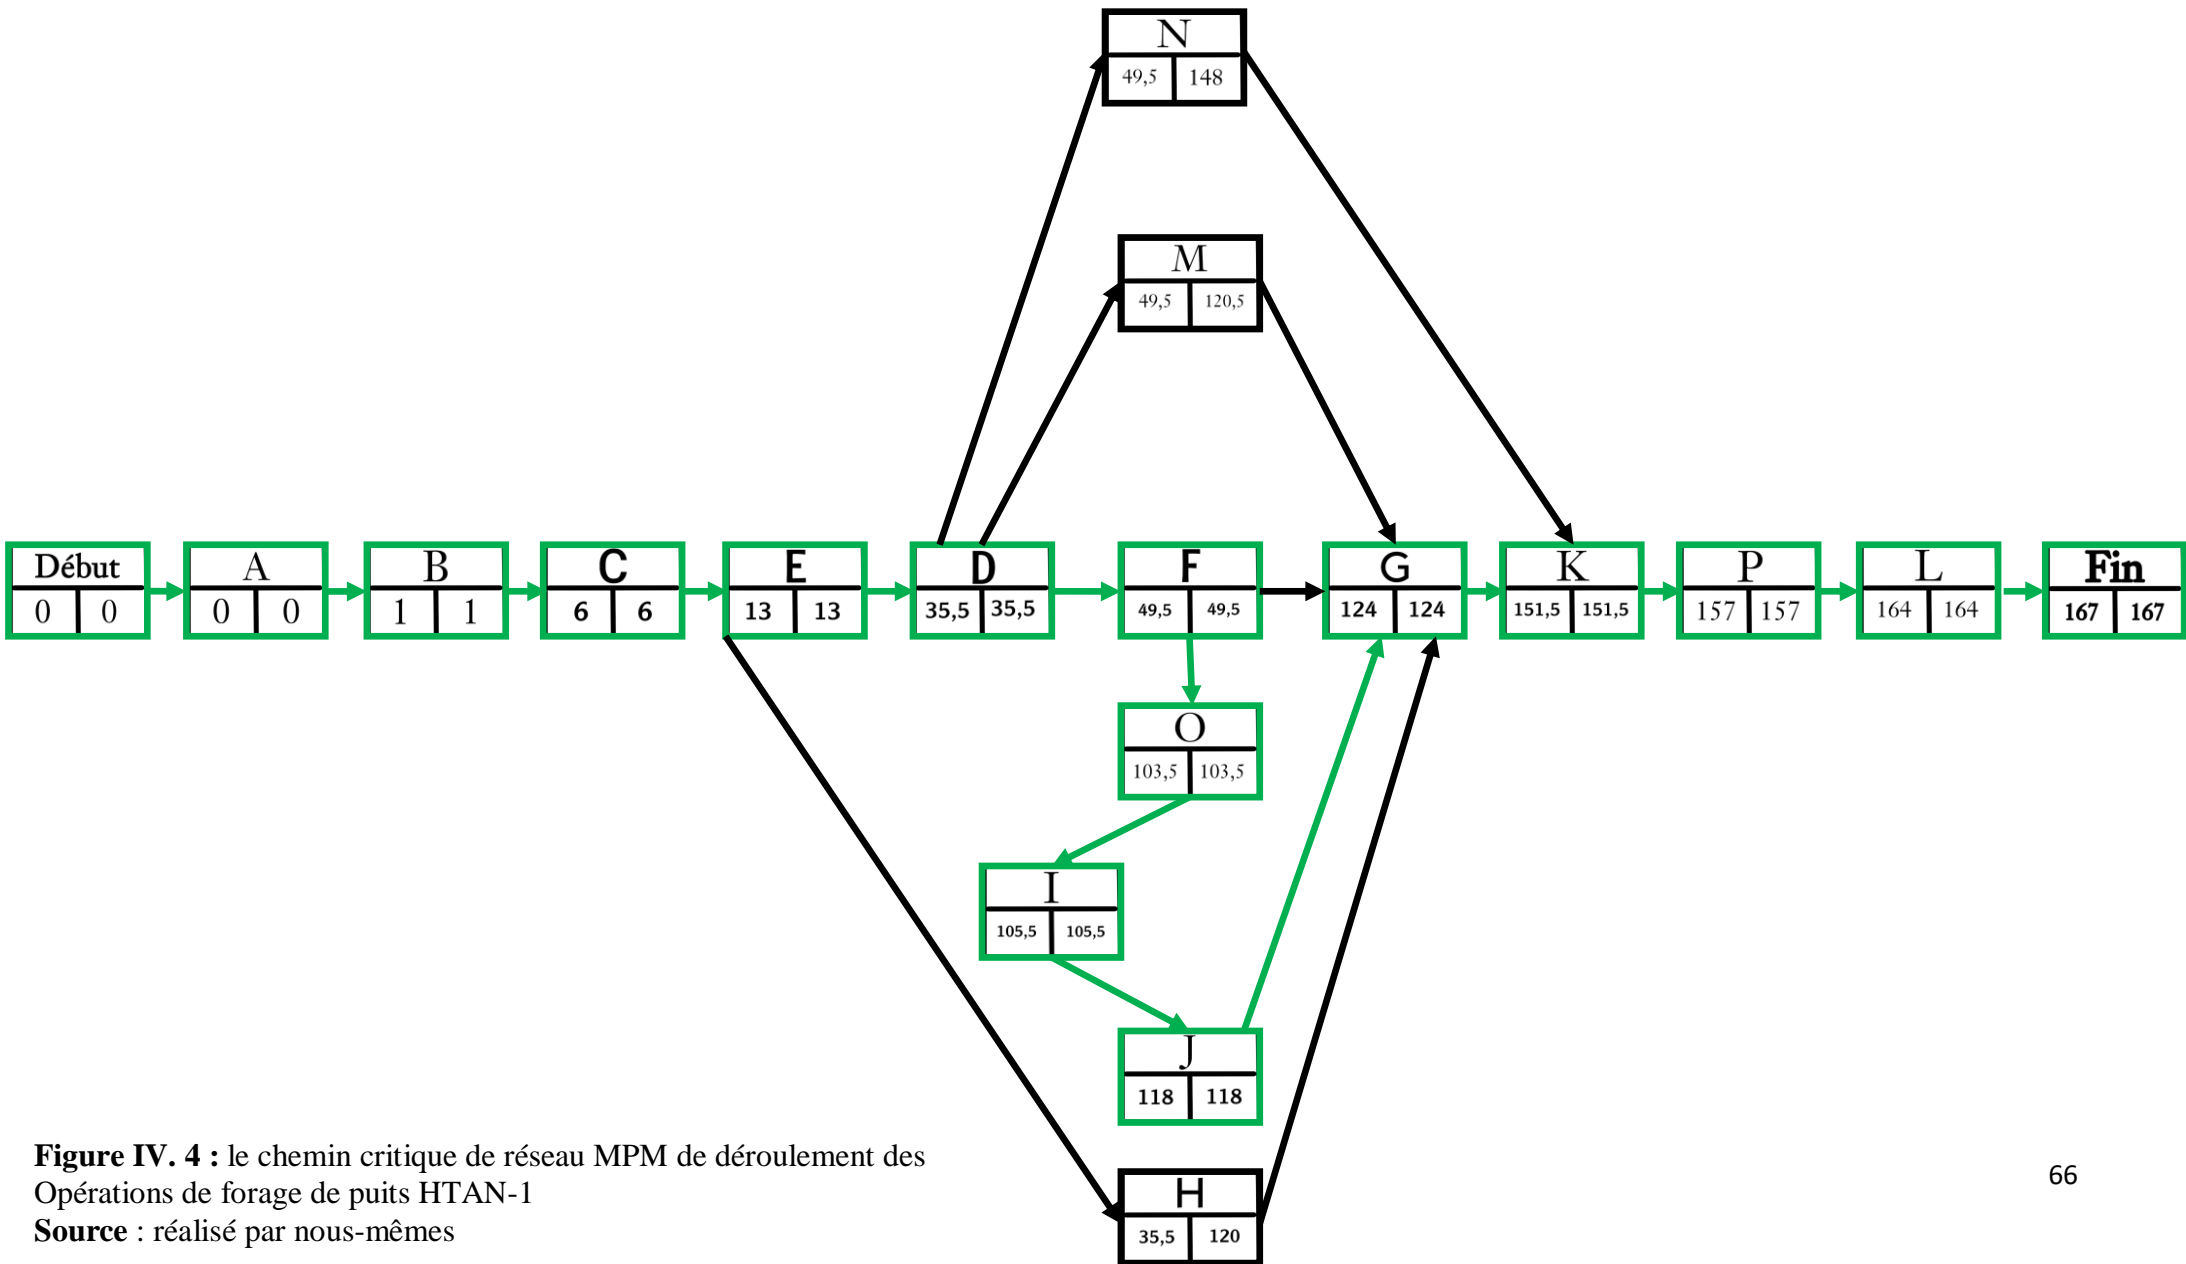 N
49,5 148
M
49,5 120,5
Début A B C E D F G K P L Fin
0 0 0 0 1 1 6 6 13 13 35,5 35,5 49,5 49,5 124 124 151,5 151,5 157 157 164 164 167 167
O
103,5 103,5
I
105,5 105,5
J
118 118
H
35,5 120
Figure IV. 4 : le chemin critique de réseau MPM de déroulement des
Opérations de forage de puits HTAN-1
Source : réalisé par nous-mêmes
66